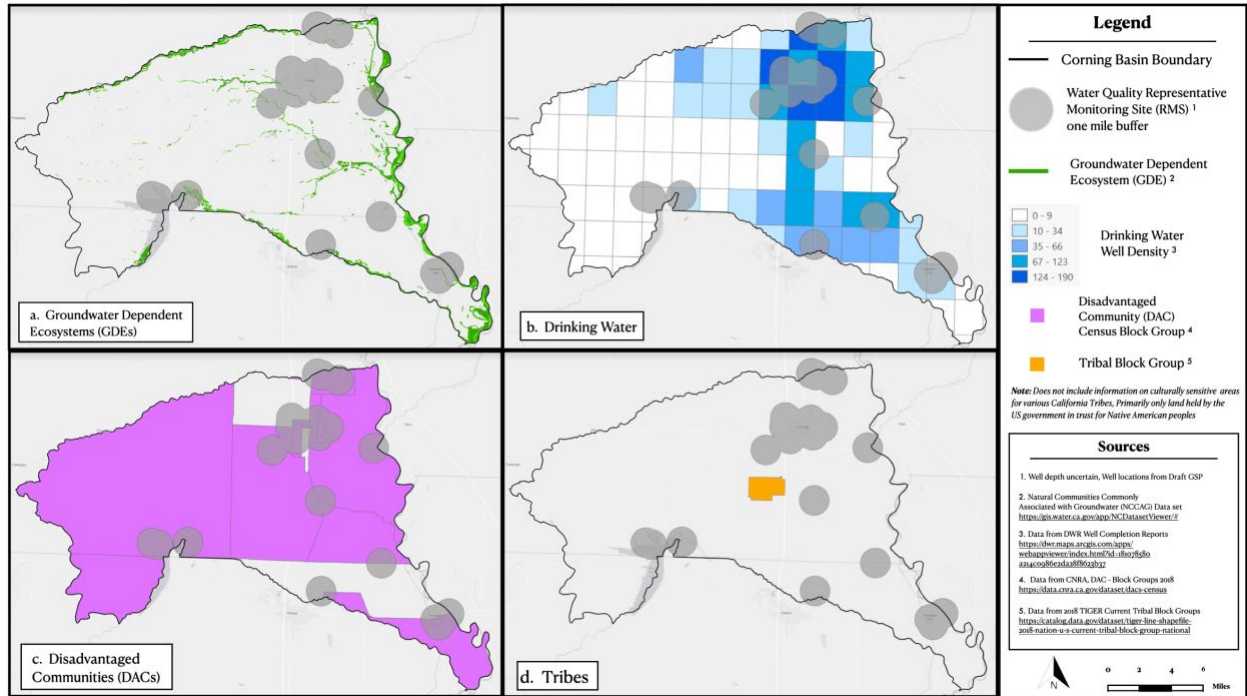 a. Groundwater Dependent
Ecosystems (GDEs)
b. Drinking Water
c. Disadvantaged
Communities (DACs)
d. Tribes
Legend
Corning Basin Boundary
Water Quality Representative
Monitoring Site (RMS) 1
one mile buffer
Groundwater Dependent
Ecosystem (GDE) 2
0 - 9
10 - 34
35 - 66
67 - 123
124 - 190
Drinking Water
Well Density 3
Disadvantaged
Community (DAC)
Census Block Group 4
Tribal Block Group 5
Note: Does not include information on culturally sensitive areas
for various California Tribes, Primarily only land held by the
US government in trust for Native American peoples
Sources
1. Well depth uncertain, Well locations from Draft GSP
2. Natural Communities Commonly
Associated with Groundwater (NCCAG) Data set
https://gis.water.ca.gov/app/NCDatasetViewer/#
3. Data from DWR Well Completion Reports
https://dwr.maps.arcgis.com/apps/
webappviewer/index.html?id=181078580
a214c0986e2da28f8623b37
4. Data from CNRA, DAC - Block Groups 2018
https://data.cnra.ca.gov/dataset/dacs-census
5. Data from 2018 TIGER Current Tribal Block Groups
https://catalog.data.gov/dataset/tiger-line-shapefile-
2018-nation-u-s-current-tribal-block-group-national
N
0 2 4 6
Miles